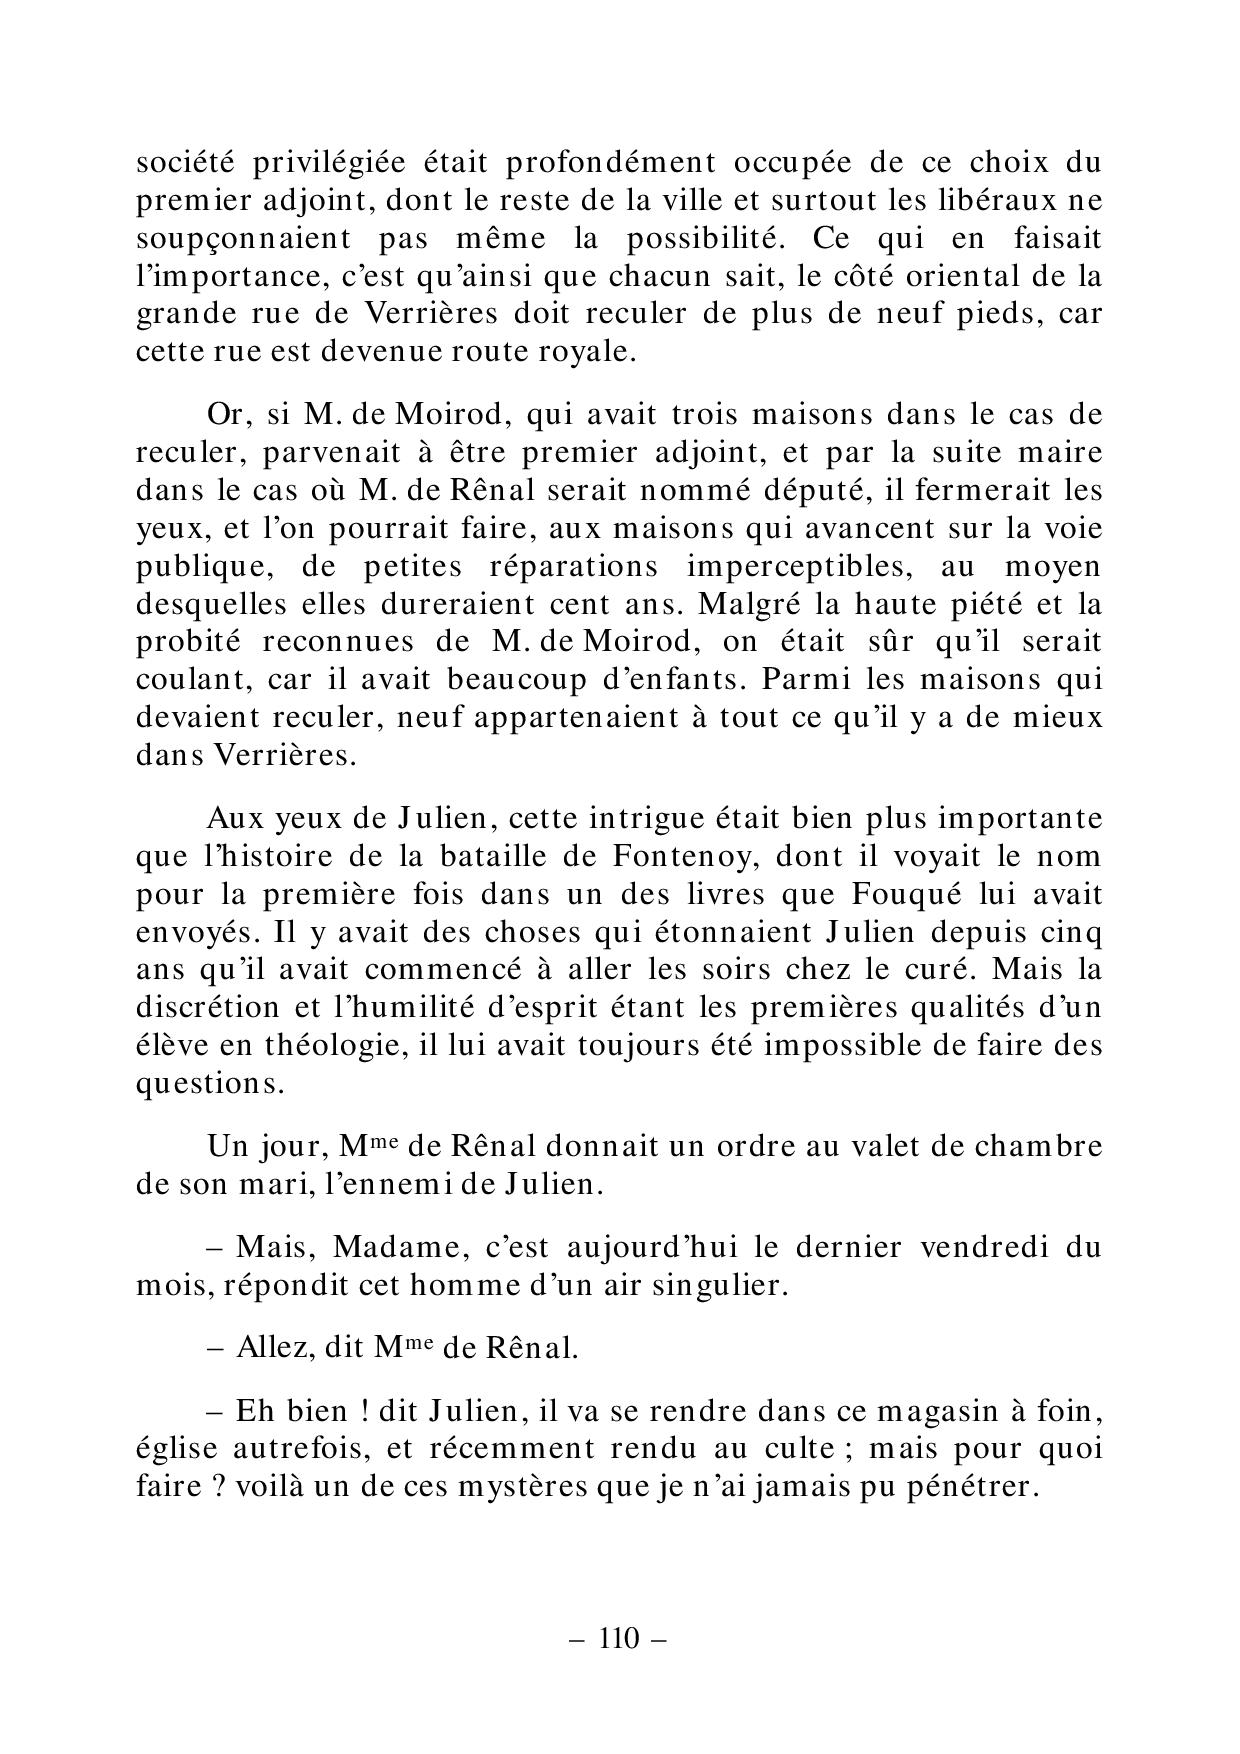 société privilégiée était profondément occupée de ce choix du
premier adjoint, dont le reste de la ville et surtout les libéraux ne
soupçonnaient pas même la possibilité. Ce qui en faisait
l’importance, c’est qu’ainsi que chacun sait, le côté oriental de la
grande rue de Verrières doit reculer de plus de neuf pieds, car
cette rue est devenue route royale.
Or, si M. de Moirod, qui avait trois maisons dans le cas de
reculer, parvenait à être premier adjoint, et par la suite maire
dans le cas où M. de Rênal serait nommé député, il fermerait les
yeux, et l’on pourrait faire, aux maisons qui avancent sur la voie
publique, de petites réparations imperceptibles, au moyen
desquelles elles dureraient cent ans. Malgré la haute piété et la
probité reconnues de M. de Moirod, on était sûr qu’il serait
coulant, car il avait beaucoup d’enfants. Parmi les maisons qui
devaient reculer, neuf appartenaient à tout ce qu’il y a de mieux
dans Verrières.
Aux yeux de Julien, cette intrigue était bien plus importante
que l’histoire de la bataille de Fontenoy, dont il voyait le nom
pour la première fois dans un des livres que Fouqué lui avait
envoyés. Il y avait des choses qui étonnaient Julien depuis cinq
ans qu’il avait commencé à aller les soirs chez le curé. Mais la
discrétion et l’humilité d’esprit étant les premières qualités d’un
élève en théologie, il lui avait toujours été impossible de faire des
questions.
Un jour, Mme de Rênal donnait un ordre au valet de chambre
de son mari, l’ennemi de Julien.
– Mais, Madame, c’est aujourd’hui le dernier vendredi du
mois, répondit cet homme d’un air singulier.
– Allez, dit Mme de Rênal.
– Eh bien ! dit Julien, il va se rendre dans ce magasin à foin,
église autrefois, et récemment rendu au culte ; mais pour quoi
faire ? voilà un de ces mystères que je n’ai jamais pu pénétrer.
– 110 –